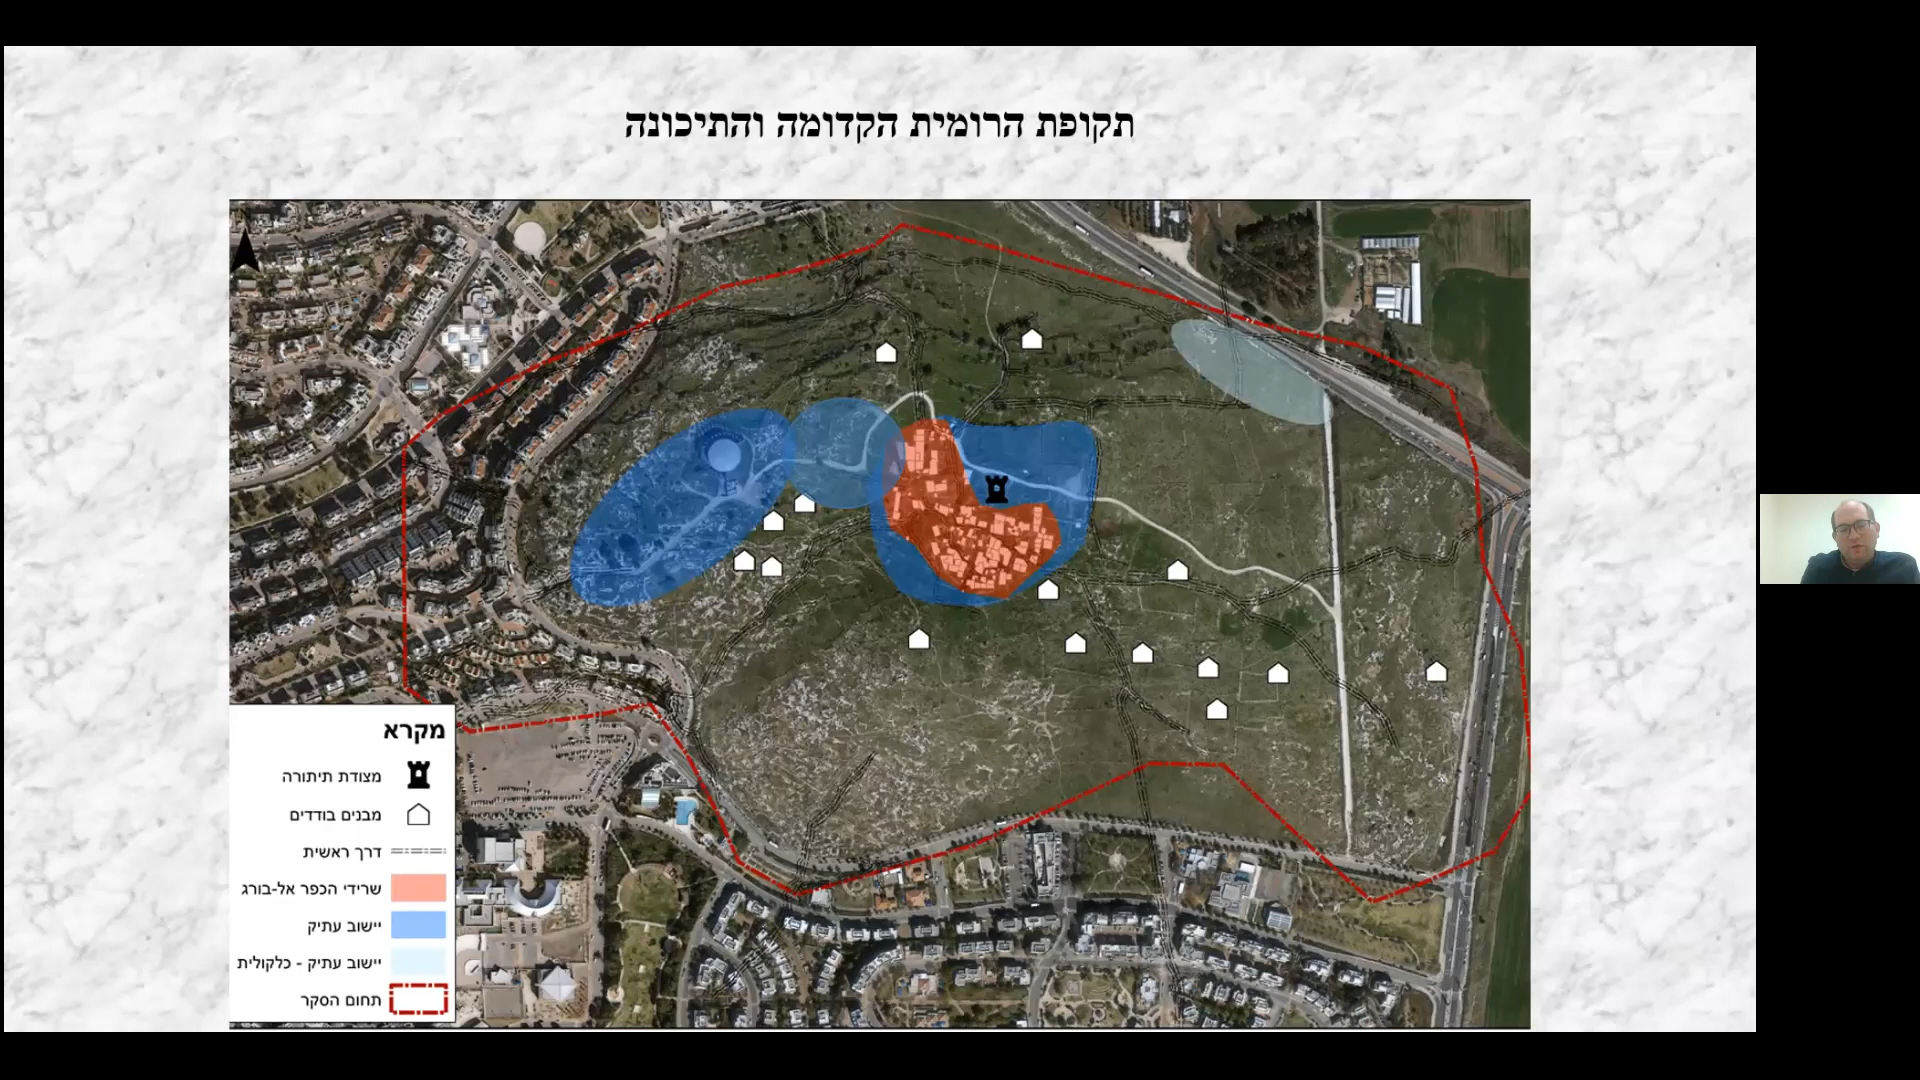 תקופת הרומית הקדומה והתיכונה
מקרא
מצודת תיתורה
מבנים בודדים
דרך ראשית
שרידי הכפר אל-בורג
יישוב עתיק
יישוב עתיק - כלקולית
תחום הסקר